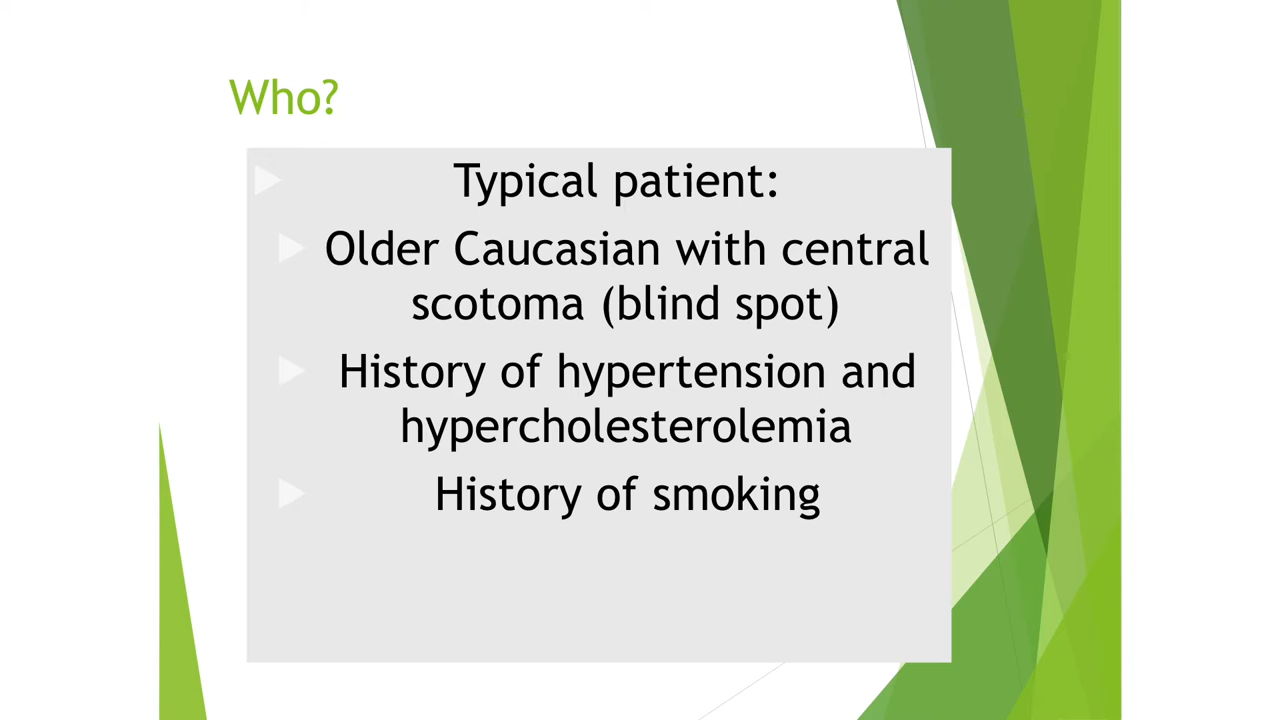 Who?
Typical patient:
Older Caucasian with central
scotoma (blind spot)
History of hypertension and
hypercholesterolemia
History of smoking